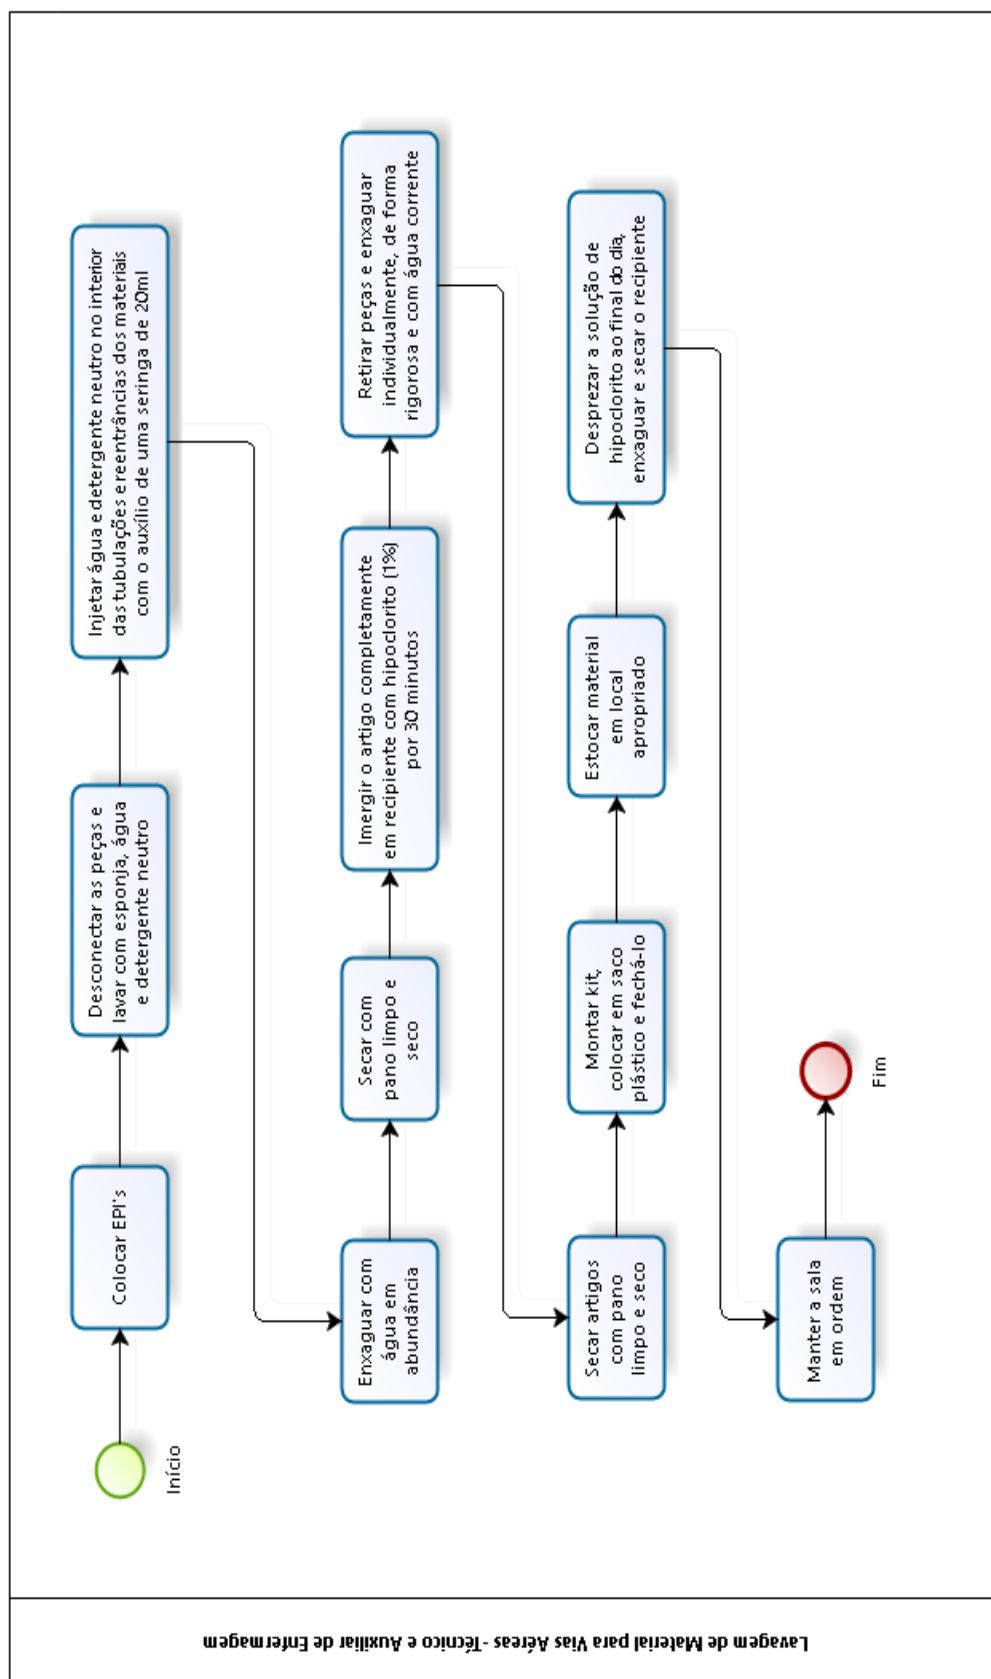 Lavagem de Material para Vias Aéreas - Técnico e Auxiliar de Enfermagem
Início
Colocar EPI's
Desconectar as peças e
lavar com esponja, água
e detergente neutro
Injetar água e detergente neutro no interior
das tubulações e reentrâncias dos materiais
com o auxílio de uma seringa de 20ml
Enxaguar com
água em
abundância
Secar com
pano limpo e
seco
Imergir o artigo completamente
em recipiente com hipoclorito (1%)
por 30 minutos
Retirar peças e enxaguar
individualmente, de forma
rigorosa e com água corrente
Secar artigos
com pano
limpo e seco
Montar kit,
colocar em saco
plástico e fechá-lo
Estocar material
em local
apropriado
Desprezar a solução de
hipoclorito ao final do dia,
enxaguar e secar o recipiente
Manter a sala
em ordem
Fim